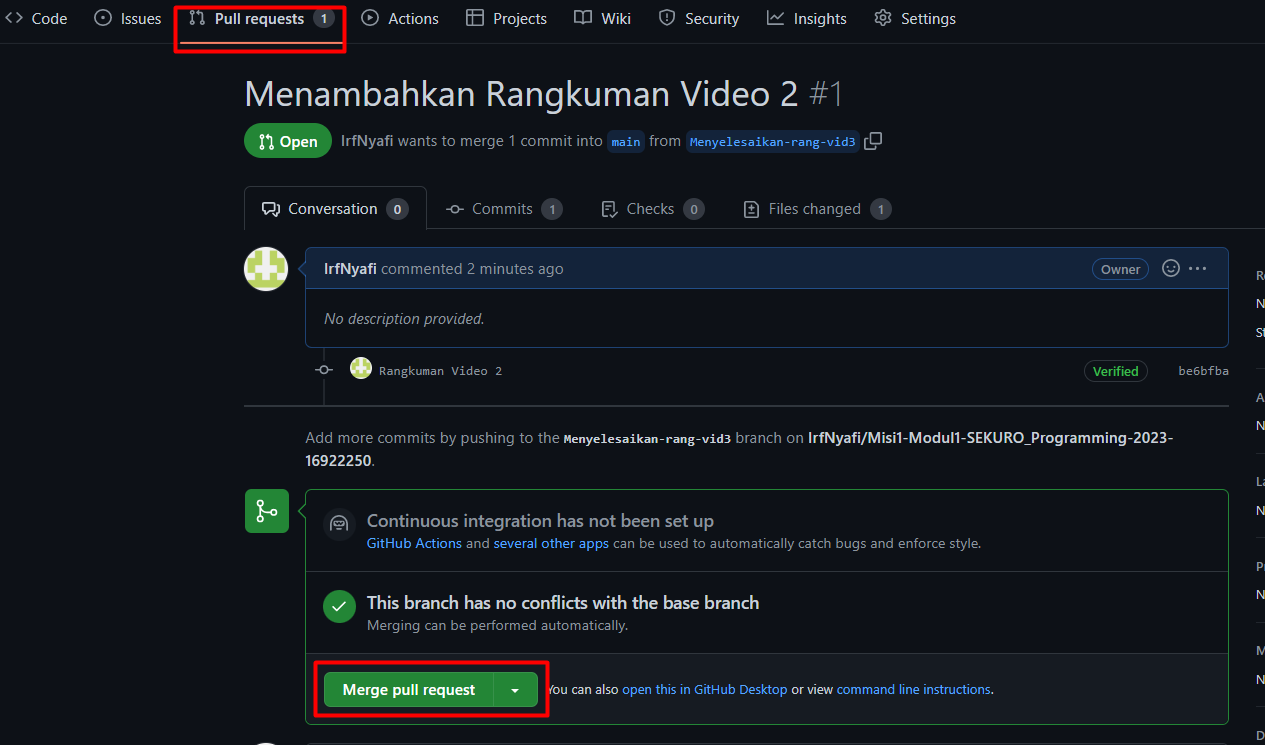 Code Issues Pull requests 1 Actions Projects Wiki Security Insights Settings
Menambahkan Rangkuman Video 2 #1
Open IrfNyafi wants to merge 1 commit into main from Menyelesaikan-rang-vid3
Conversation 0 Commits 1 Checks 0 Files changed 1
IrfNyafi commented 2 minutes ago Owner
No description provided.
Rangkuman Video 2 Verified be6bfba
Add more commits by pushing to the Menyelesaikan-rang-vid3 branch on IrfNyafi/Misi1-Modul1-SEKURO_Programming-2023-
16922250.
Continuous integration has not been set up
GitHub Actions and several other apps can be used to automatically catch bugs and enforce style.
This branch has no conflicts with the base branch
Merging can be performed automatically.
Merge pull request You can also open this in GitHub Desktop or view command line instructions.